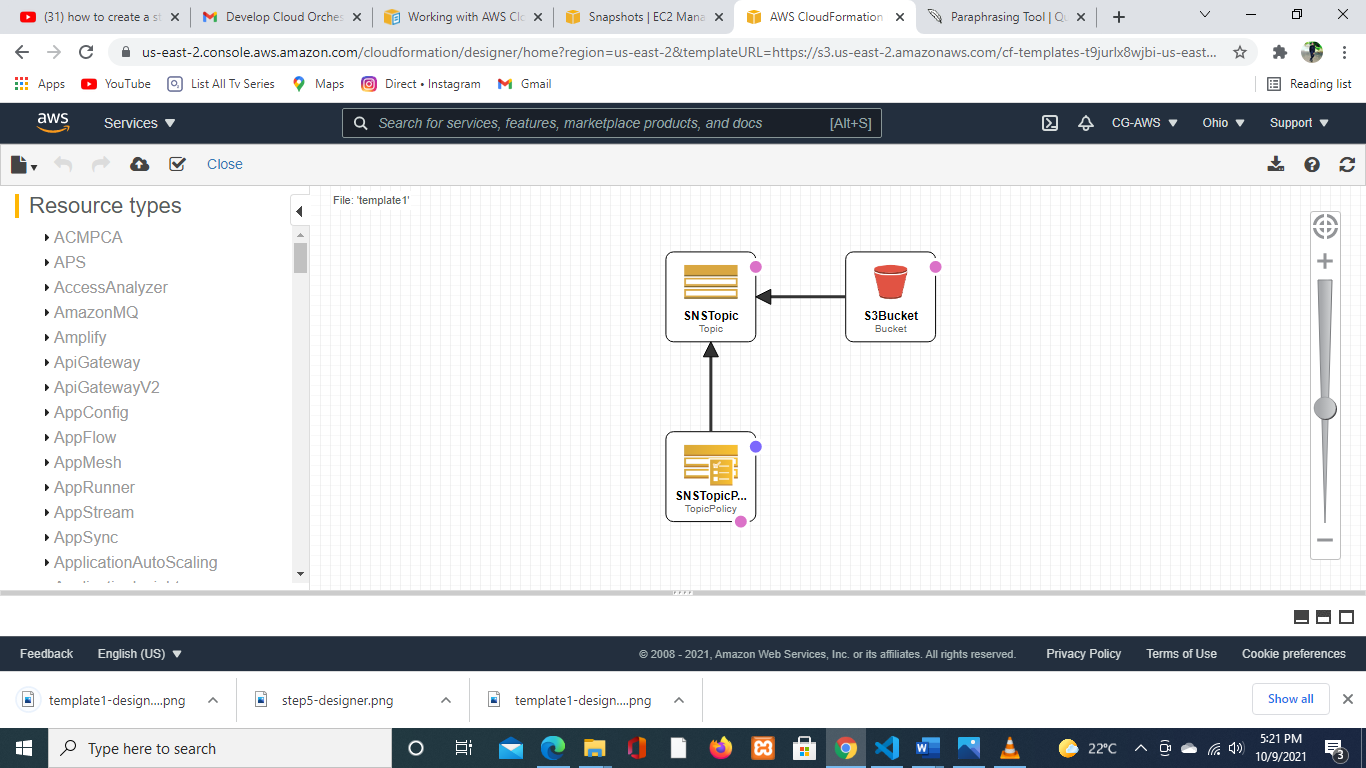 (31) how to create a st
Develop Cloud Orches
Working with AWS Clo
Snapshots | EC2 Mana
AWS CloudFormation
Paraphrasing Tool | Qu
us-east-2.console.aws.amazon.com/cloudformation/designer/home?region=us-east-2&templateURL=https://s3.us-east-2.amazonaws.com/cf-templates-t9jurlx8wjbi-us-east...
Apps
YouTube
List All Tv Series
Maps
Direct • Instagram
Gmail
Reading list
aws
Services
Search for services, features, marketplace products, and docs
[Alt+S]
CG-AWS
Ohio
Support
Close
Resource types
ACMPCA
APS
AccessAnalyzer
AmazonMQ
Amplify
ApiGateway
ApiGatewayV2
AppConfig
AppFlow
AppMesh
AppRunner
AppStream
AppSync
ApplicationAutoScaling
File: 'template1'
SNSTopic
Topic
S3Bucket
Bucket
SNSTopicP...
TopicPolicy
Feedback
English (US)
© 2008 - 2021, Amazon Web Services, Inc. or its affiliates. All rights reserved.
Privacy Policy
Terms of Use
Cookie preferences
template1-design....png
step5-designer.png
template1-design....png
Show all
Type here to search
22°C
5:21 PM
10/9/2021
3